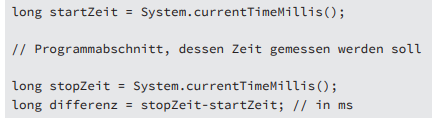 long startZeit = System.currentTimeMillis();
// Programmabschnitt, dessen Zeit gemessen werden soll
long stopZeit = System.currentTimeMillis();
long differenz = stopZeit-startZeit; // in ms